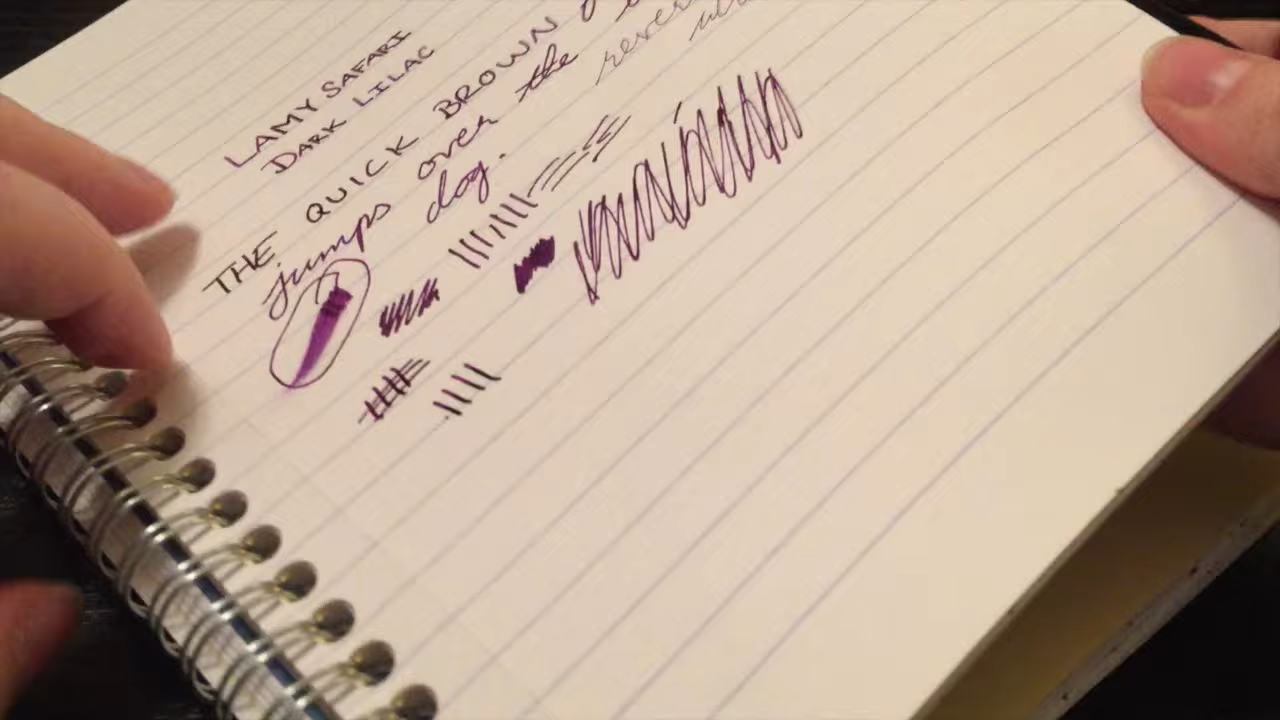 LAMY SAFARI
DARK LILAC
THE QUICK BROWN
jumps over the
dog.